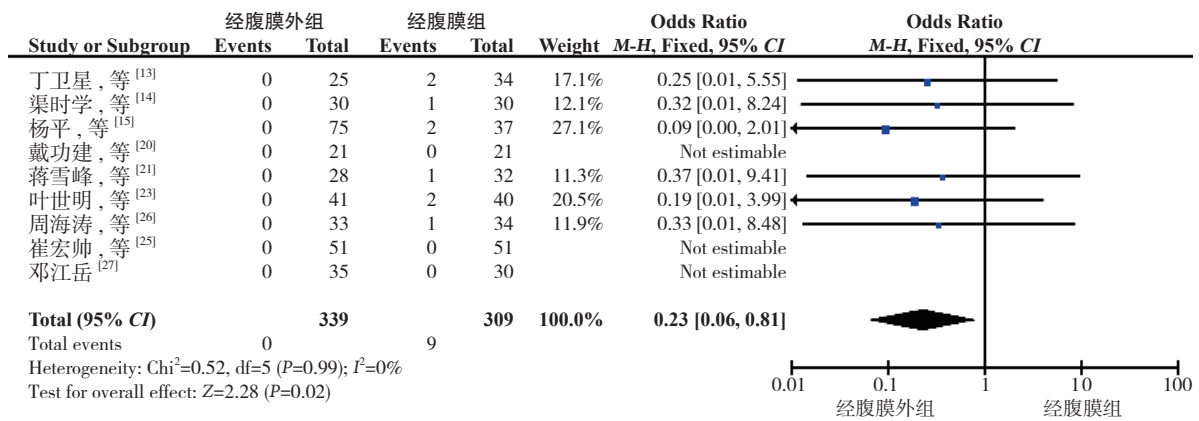 经腹膜外组 经腹膜组 Odds Ratio Odds Ratio
Study or Subgroup Events Total Events Total Weight M-H, Fixed, 95% CI M-H, Fixed, 95% CI
丁卫星 , 等 [13] 0 25 2 34 17.1% 0.25 [0.01, 5.55]
渠时学 , 等 [14] 0 30 1 30 12.1% 0.32 [0.01, 8.24]
杨平 , 等 [15] 0 75 2 37 27.1% 0.09 [0.00, 2.01]
戴功建 , 等 [20] 0 21 0 21 Not estimable
蒋雪峰 , 等 [21] 0 28 1 32 11.3% 0.37 [0.01, 9.41]
叶世明 , 等 [23] 0 41 2 40 20.5% 0.19 [0.01, 3.99]
周海涛 , 等 [26] 0 33 1 34 11.9% 0.33 [0.01, 8.48]
崔宏帅 , 等 [25] 0 51 0 51 Not estimable
邓江岳 [27] 0 35 0 30 Not estimable
Total (95% CI) 339 309 100.0% 0.23 [0.06, 0.81]
Total events 0 9
Heterogeneity: Chi²=0.52, df=5 (P=0.99); I²=0%
Test for overall effect: Z=2.28 (P=0.02)
0.01 0.1 1 10 100
经腹膜外组 经腹膜组